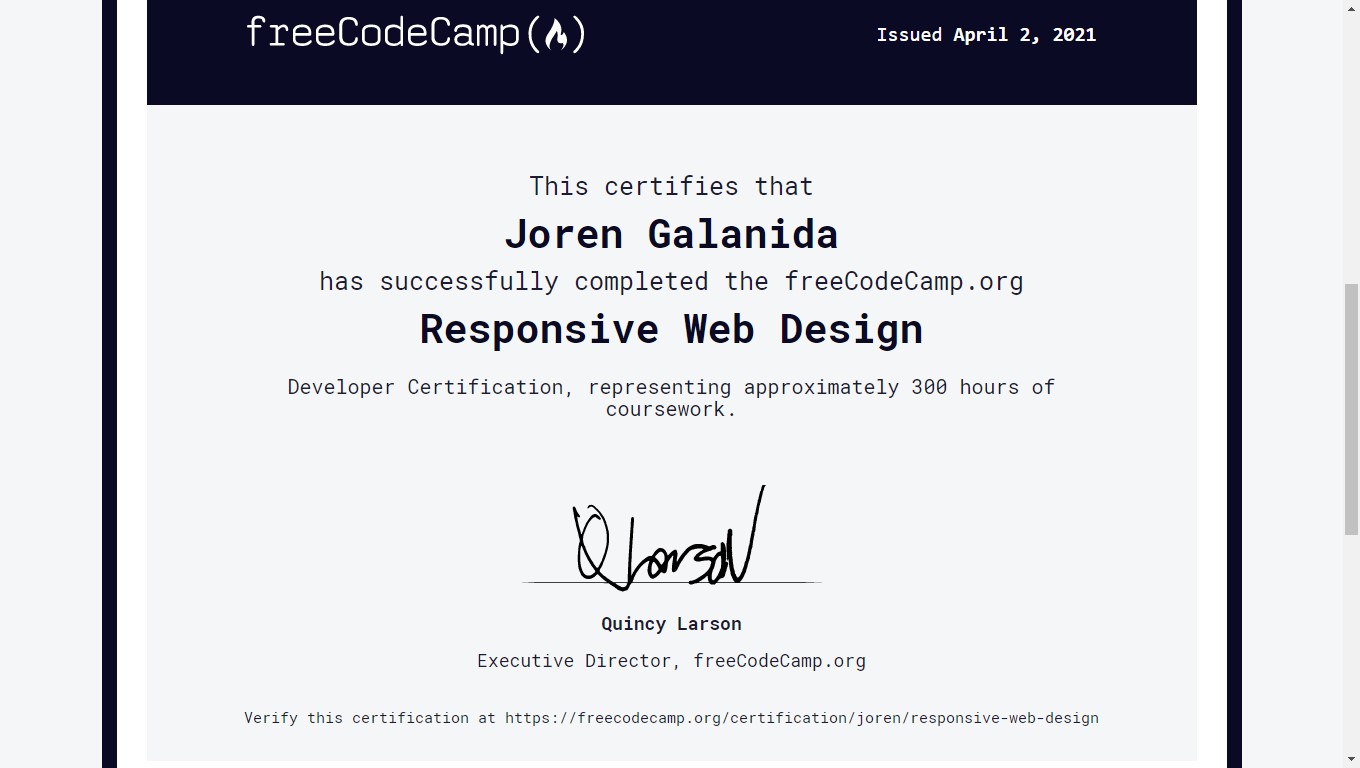 freeCodeCamp(🔥)
Issued April 2, 2021
This certifies that
Joren Galanida
has successfully completed the freeCodeCamp.org
Responsive Web Design
Developer Certification, representing approximately 300 hours of
coursework.
Q Larson
Quincy Larson
Executive Director, freeCodeCamp.org
Verify this certification at https://freecodecamp.org/certification/joren/responsive-web-design